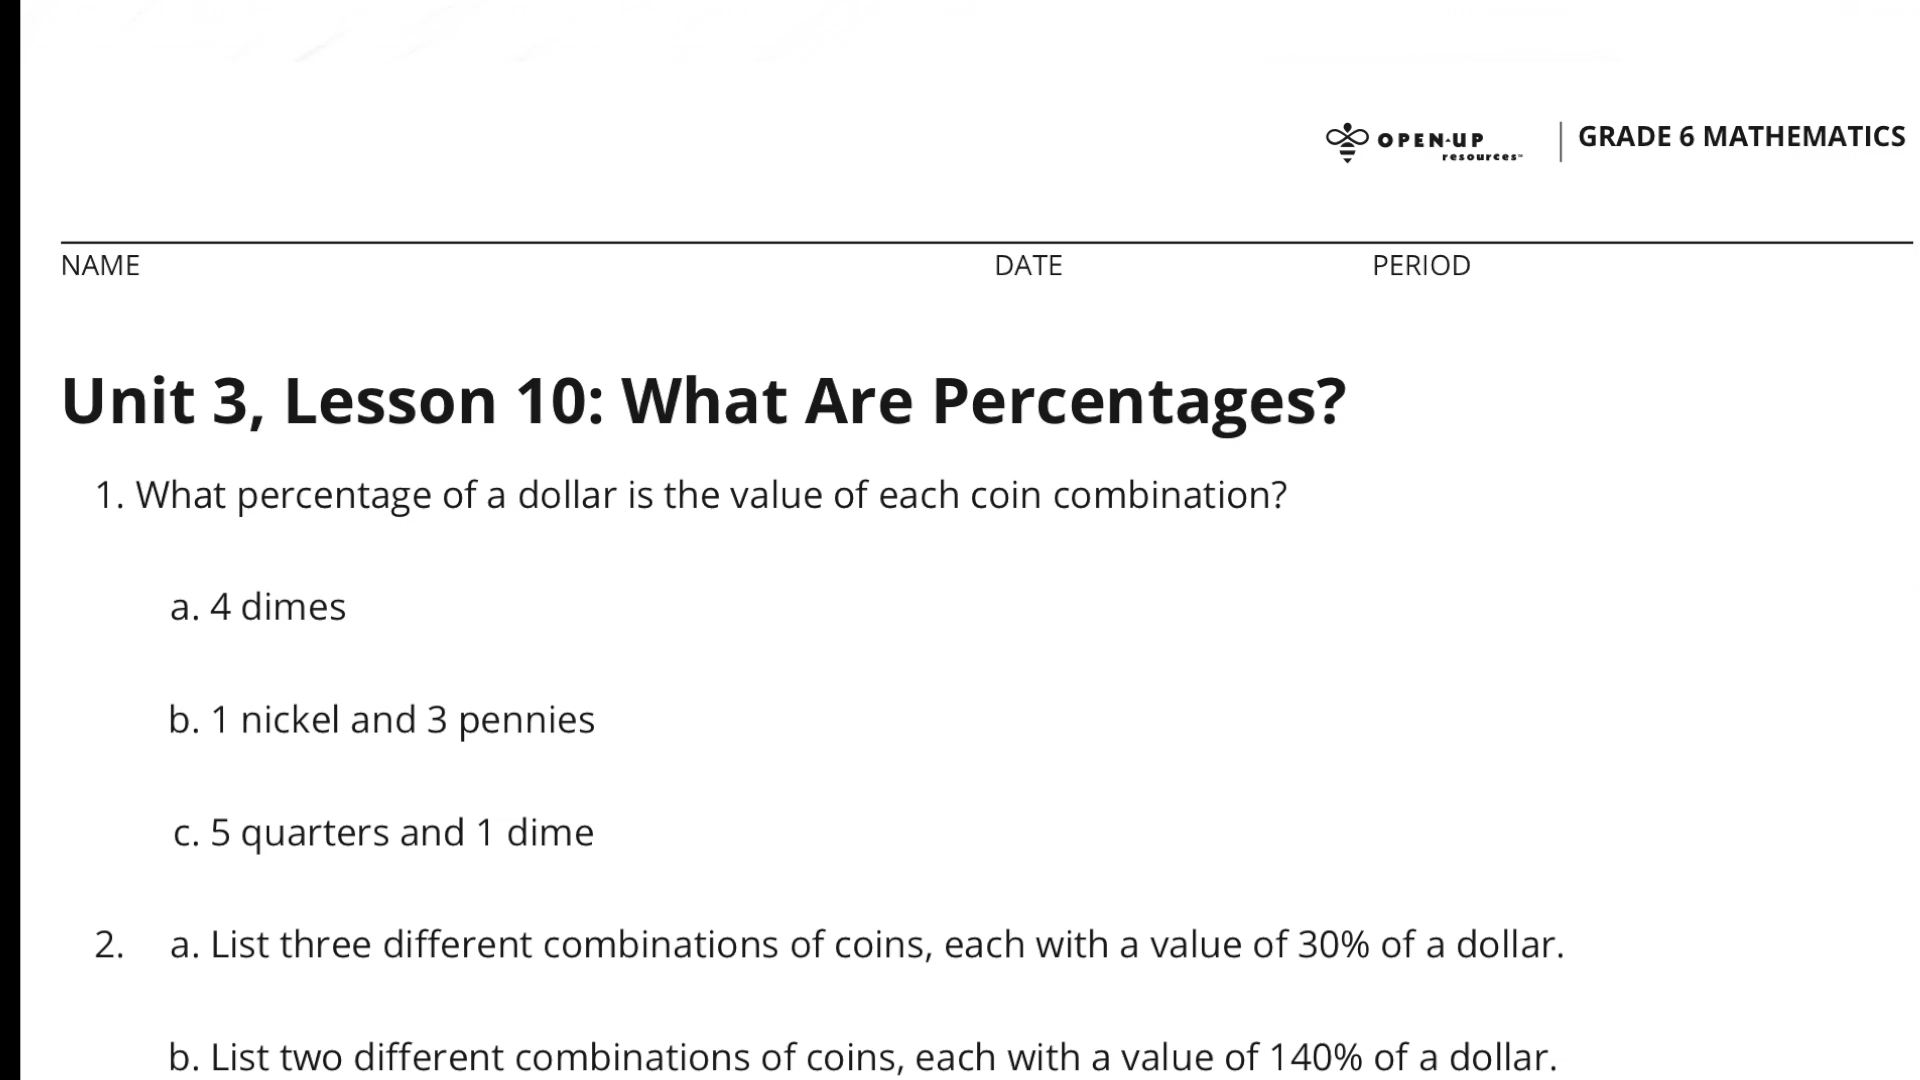 OPEN-UP
resources™
GRADE 6 MATHEMATICS
NAME DATE PERIOD
Unit 3, Lesson 10: What Are Percentages?
1. What percentage of a dollar is the value of each coin combination?
a. 4 dimes
b. 1 nickel and 3 pennies
c. 5 quarters and 1 dime
2. a. List three different combinations of coins, each with a value of 30% of a dollar.
b. List two different combinations of coins, each with a value of 140% of a dollar.